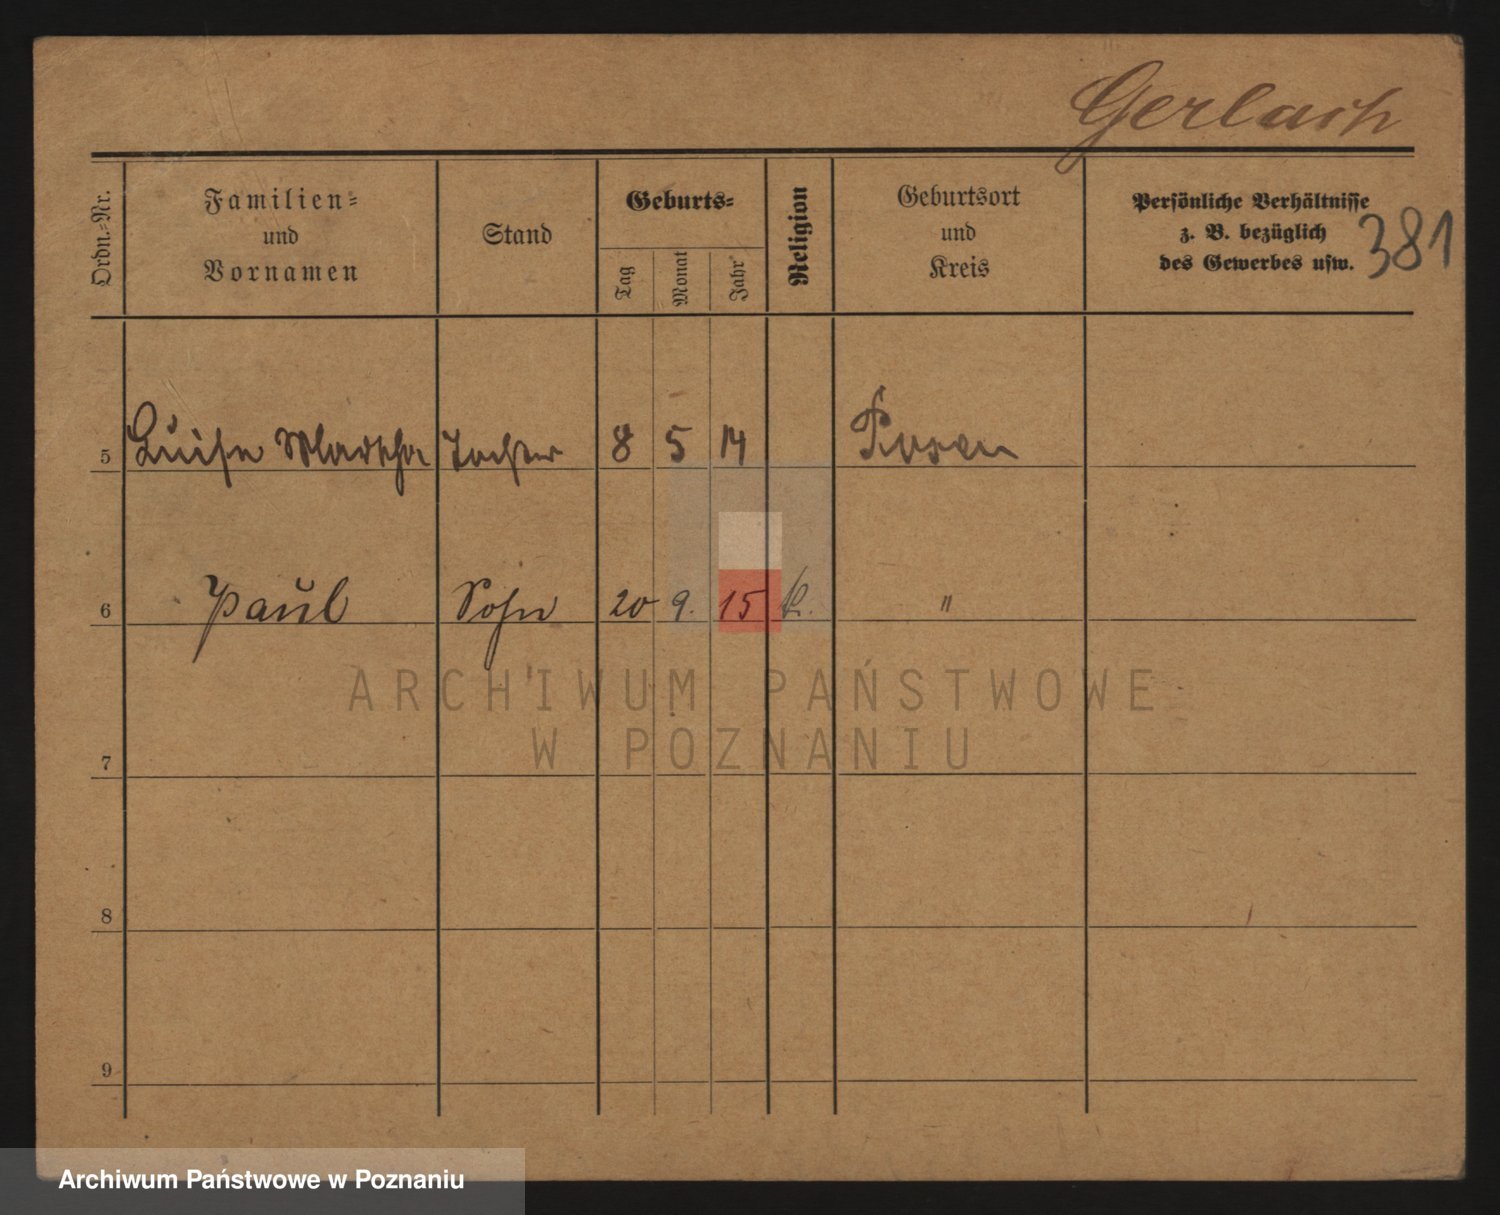 Gerlach
Ordn.-Nr.
Familien-
und
Vornamen
Stand
Geburts-
Tag
Monat
Jahr
Religion
Geburtsort
und
Kreis
Persönliche Verhältnisse
z. B. bezüglich
des Gewerbes usw.
381
5 Luise Martha Tochter 8 5 14 Posen
6 Paul Sohn 20 9. 15 "
ARCHIWUM PAŃSTWOWE
W POZNANIU
7
8
9
Archiwum Państwowe w Poznaniu